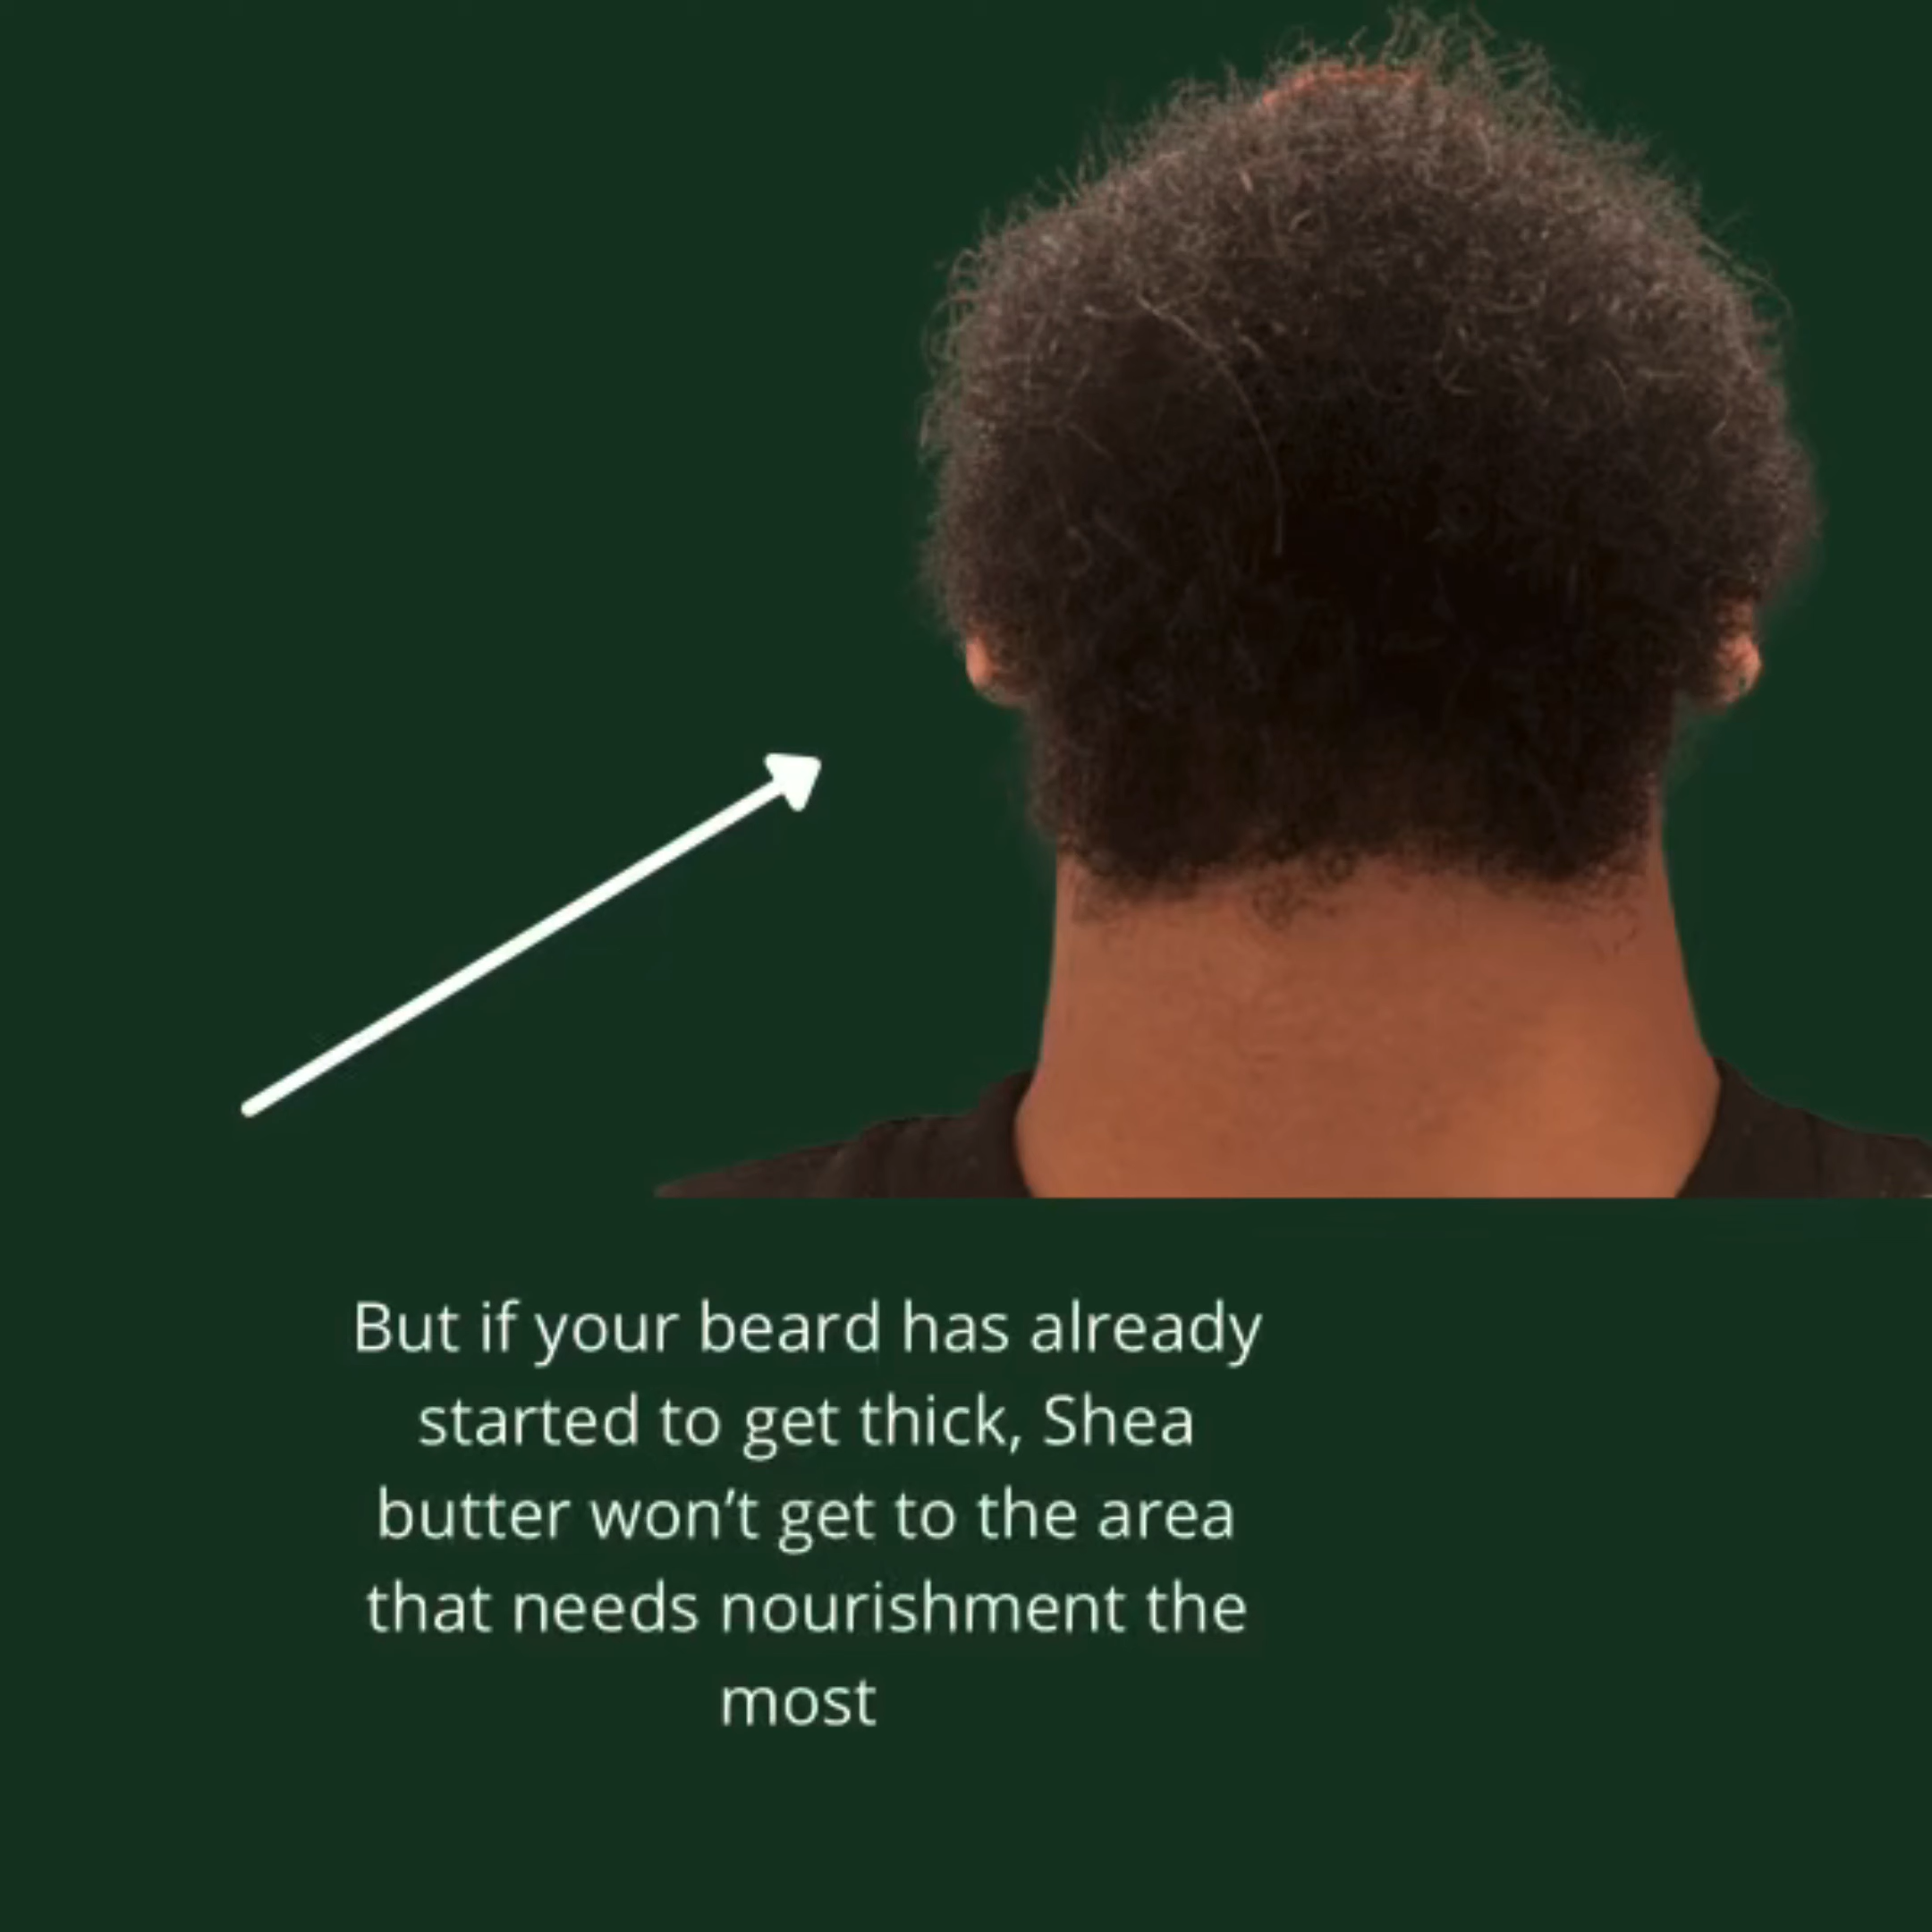 But if your beard has already
started to get thick, Shea
butter won’t get to the area
that needs nourishment the
most